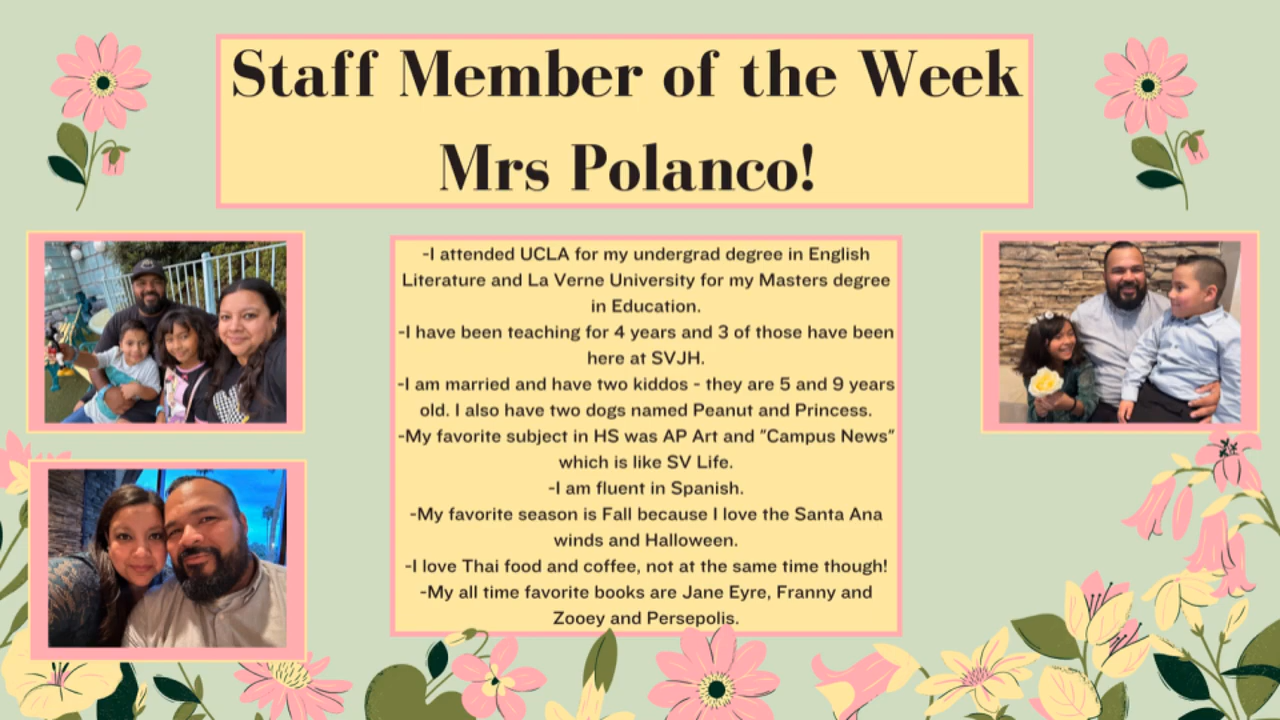 Staff Member of the Week
Mrs Polanco!
-I attended UCLA for my undergrad degree in English
Literature and La Verne University for my Masters degree
in Education.
-I have been teaching for 4 years and 3 of those have been
here at SVJH.
-I am married and have two kiddos - they are 5 and 9 years
old. I also have two dogs named Peanut and Princess.
-My favorite subject in HS was AP Art and "Campus News"
which is like SV Life.
-I am fluent in Spanish.
-My favorite season is Fall because I love the Santa Ana
winds and Halloween.
-I love Thai food and coffee, not at the same time though!
-My all time favorite books are Jane Eyre, Franny and
Zooey and Persepolis.